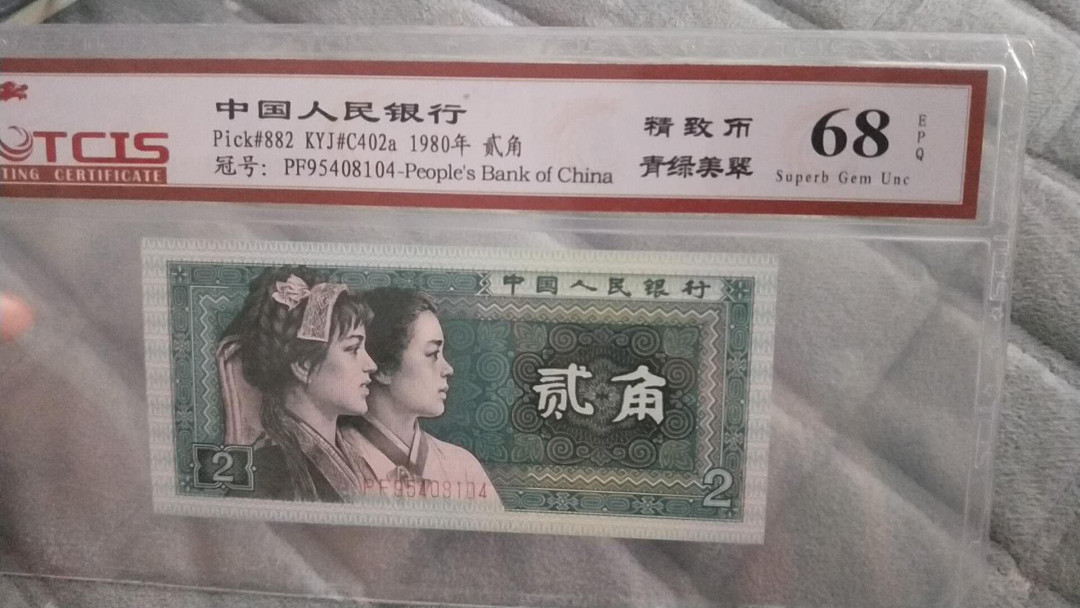 中国人民银行
TCIS
TING CERTIFICATE
Pick#882 KYJ#C402a 1980年 贰角
冠号: PF95408104-People's Bank of China
精致币
青绿美翠
68
EPQ
Superb Gem Unc
中国人民银行
贰角
2
PF95408104
2